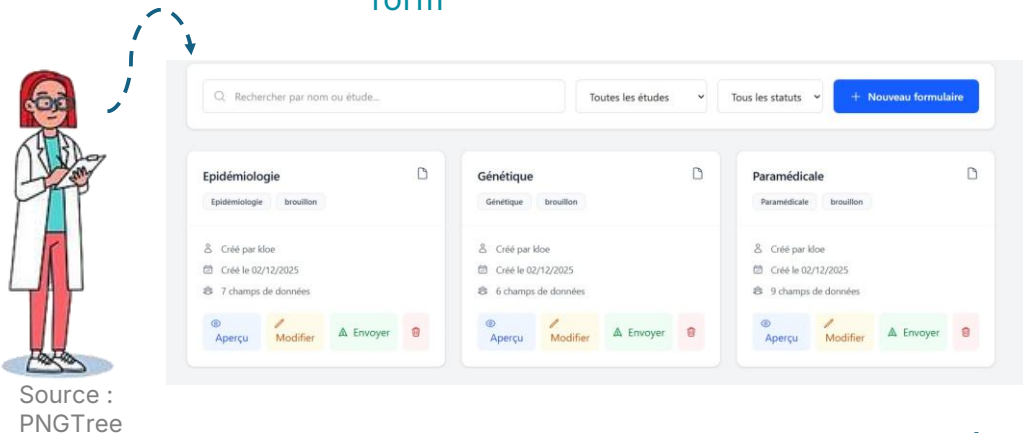 form
Rechercher par nom ou étude...
Toutes les études
Tous les statuts
+ Nouveau formulaire
Epidémiologie
Epidémiologie brouillon
Créé par kloe
Créé le 02/12/2025
7 champs de données
Aperçu Modifier Envoyer
Génétique
Génétique brouillon
Créé par kloe
Créé le 02/12/2025
6 champs de données
Aperçu Modifier Envoyer
Paramédicale
Paramédicale brouillon
Créé par kloe
Créé le 02/12/2025
9 champs de données
Aperçu Modifier Envoyer
Source :
PNGTree